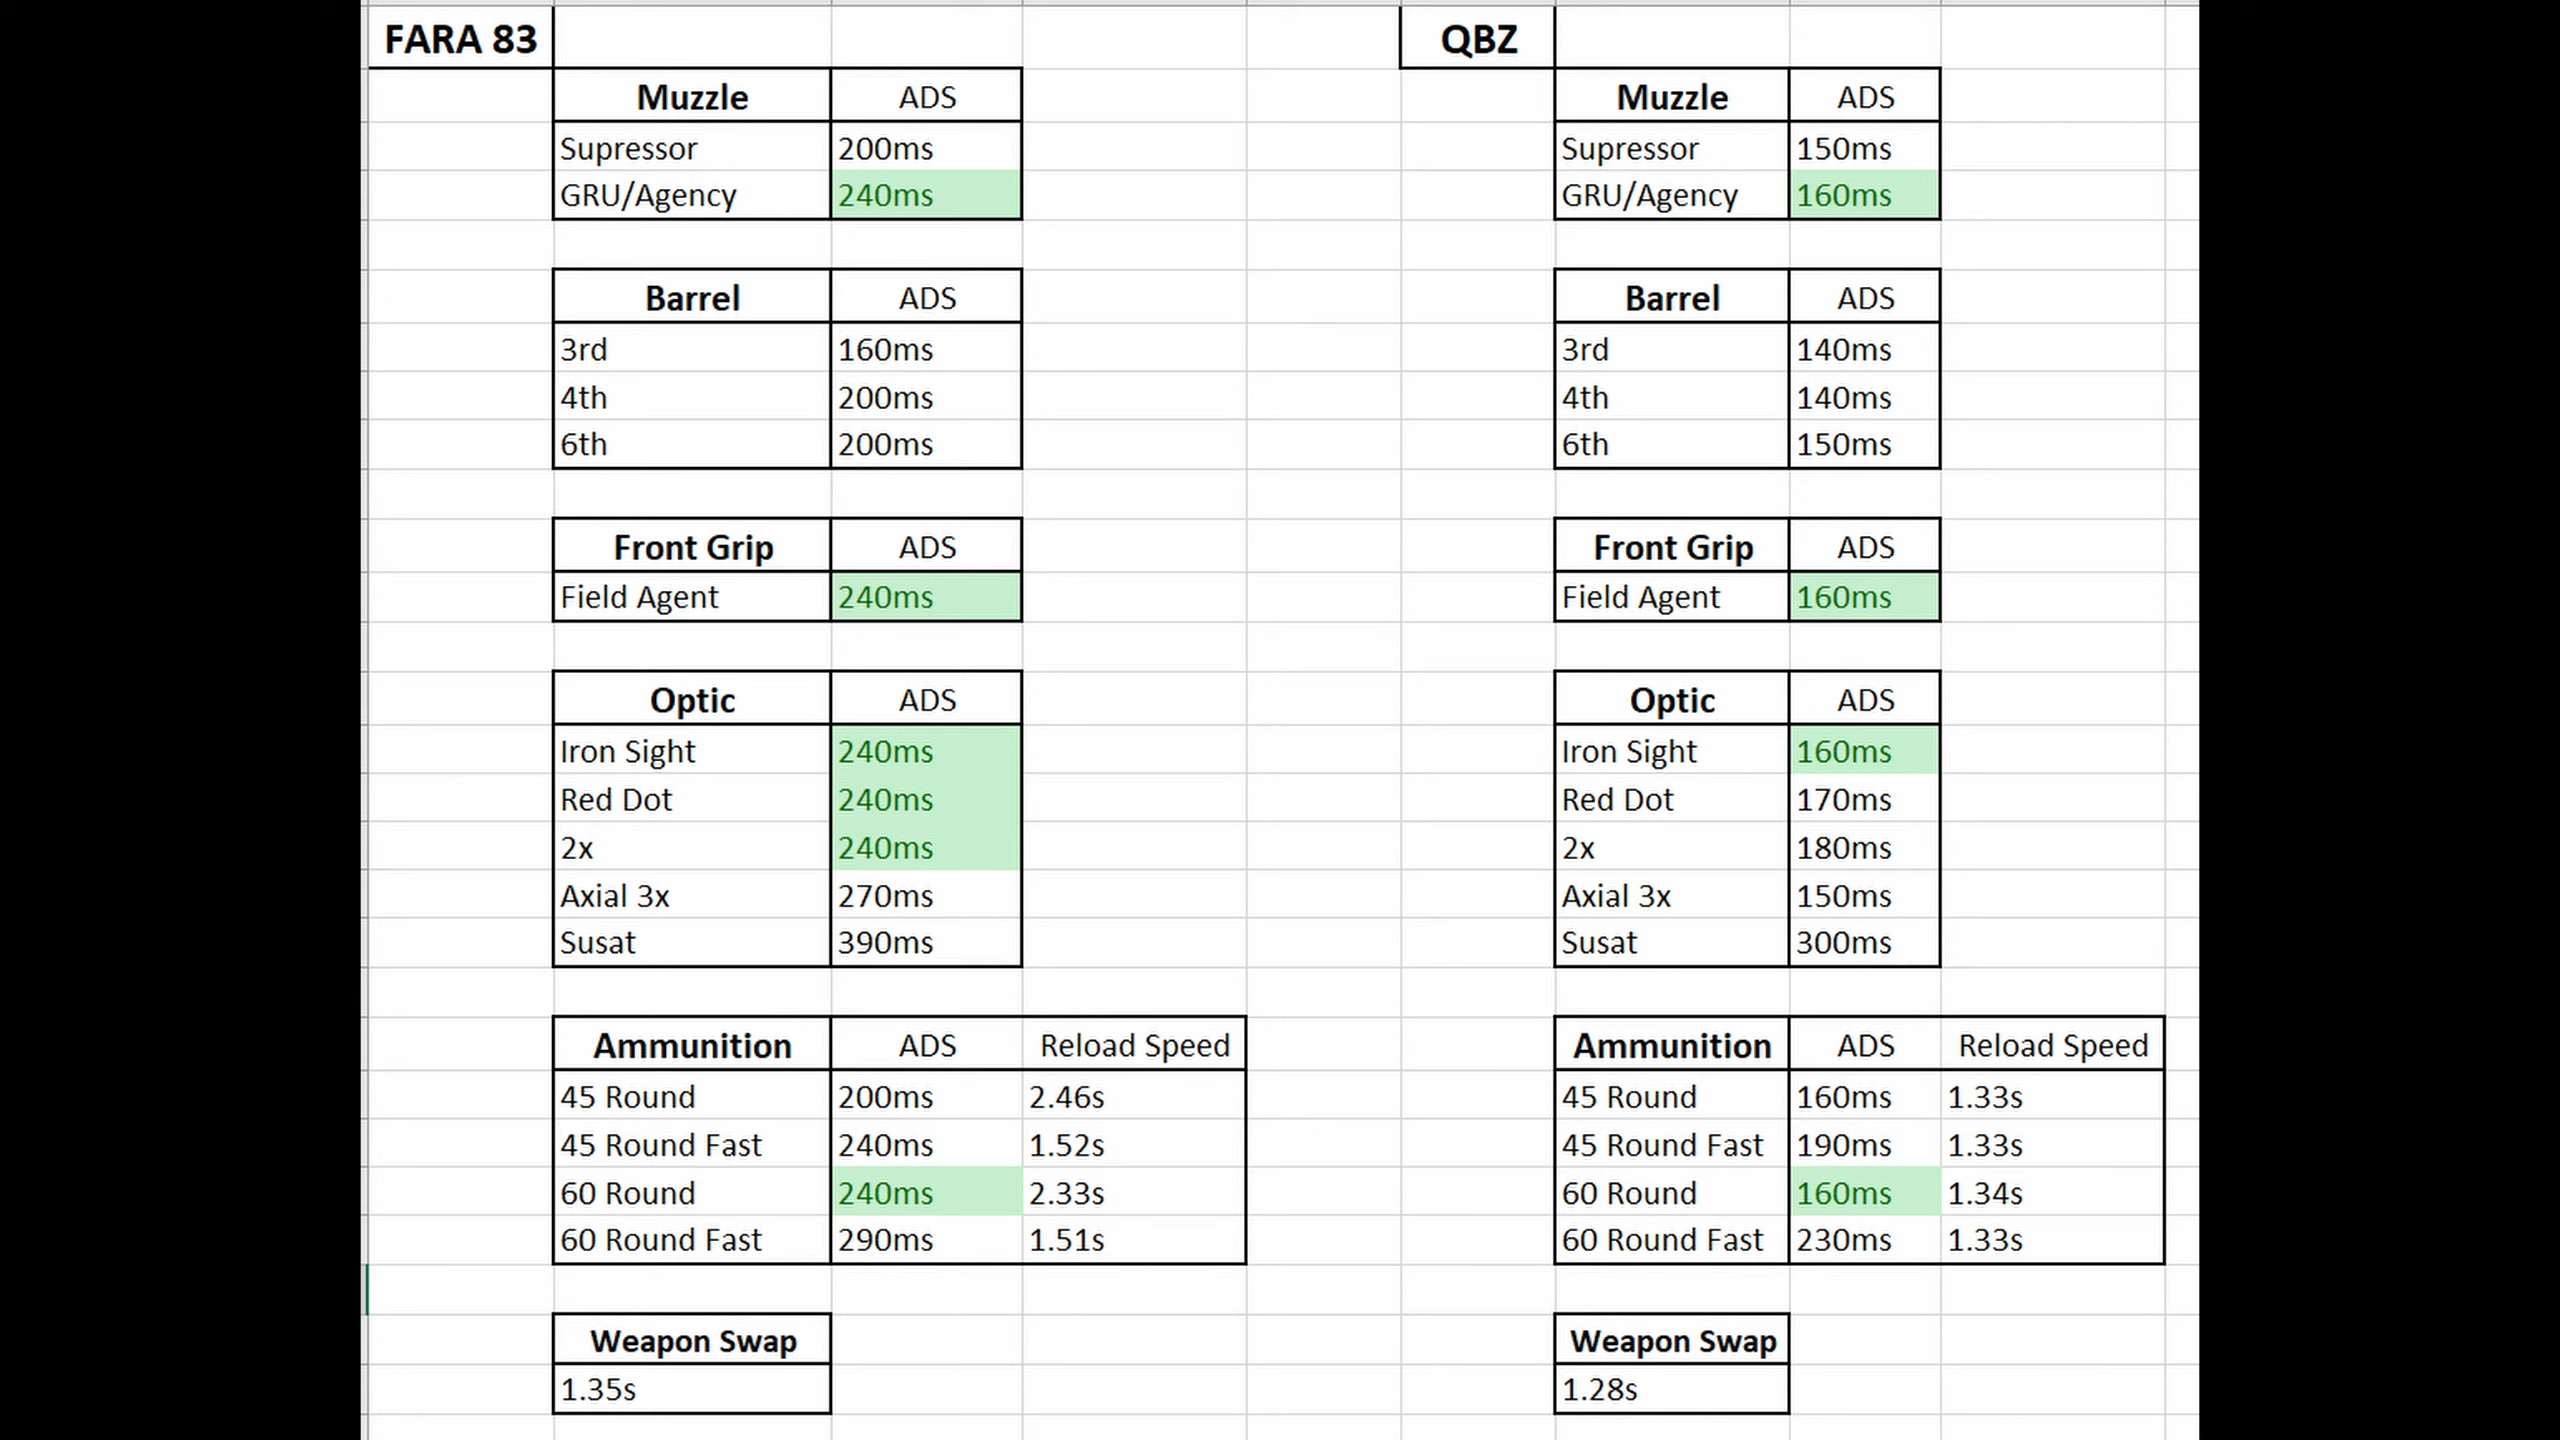 FARA 83 QBZ
Muzzle ADS Muzzle ADS
Supressor 200ms Supressor 150ms
GRU/Agency 240ms GRU/Agency 160ms
Barrel ADS Barrel ADS
3rd 160ms 3rd 140ms
4th 200ms 4th 140ms
6th 200ms 6th 150ms
Front Grip ADS Front Grip ADS
Field Agent 240ms Field Agent 160ms
Optic ADS Optic ADS
Iron Sight 240ms Iron Sight 160ms
Red Dot 240ms Red Dot 170ms
2x 240ms 2x 180ms
Axial 3x 270ms Axial 3x 150ms
Susat 390ms Susat 300ms
Ammunition ADS Reload Speed Ammunition ADS Reload Speed
45 Round 200ms 2.46s 45 Round 160ms 1.33s
45 Round Fast 240ms 1.52s 45 Round Fast 190ms 1.33s
60 Round 240ms 2.33s 60 Round 160ms 1.34s
60 Round Fast 290ms 1.51s 60 Round Fast 230ms 1.33s
Weapon Swap Weapon Swap
1.35s 1.28s